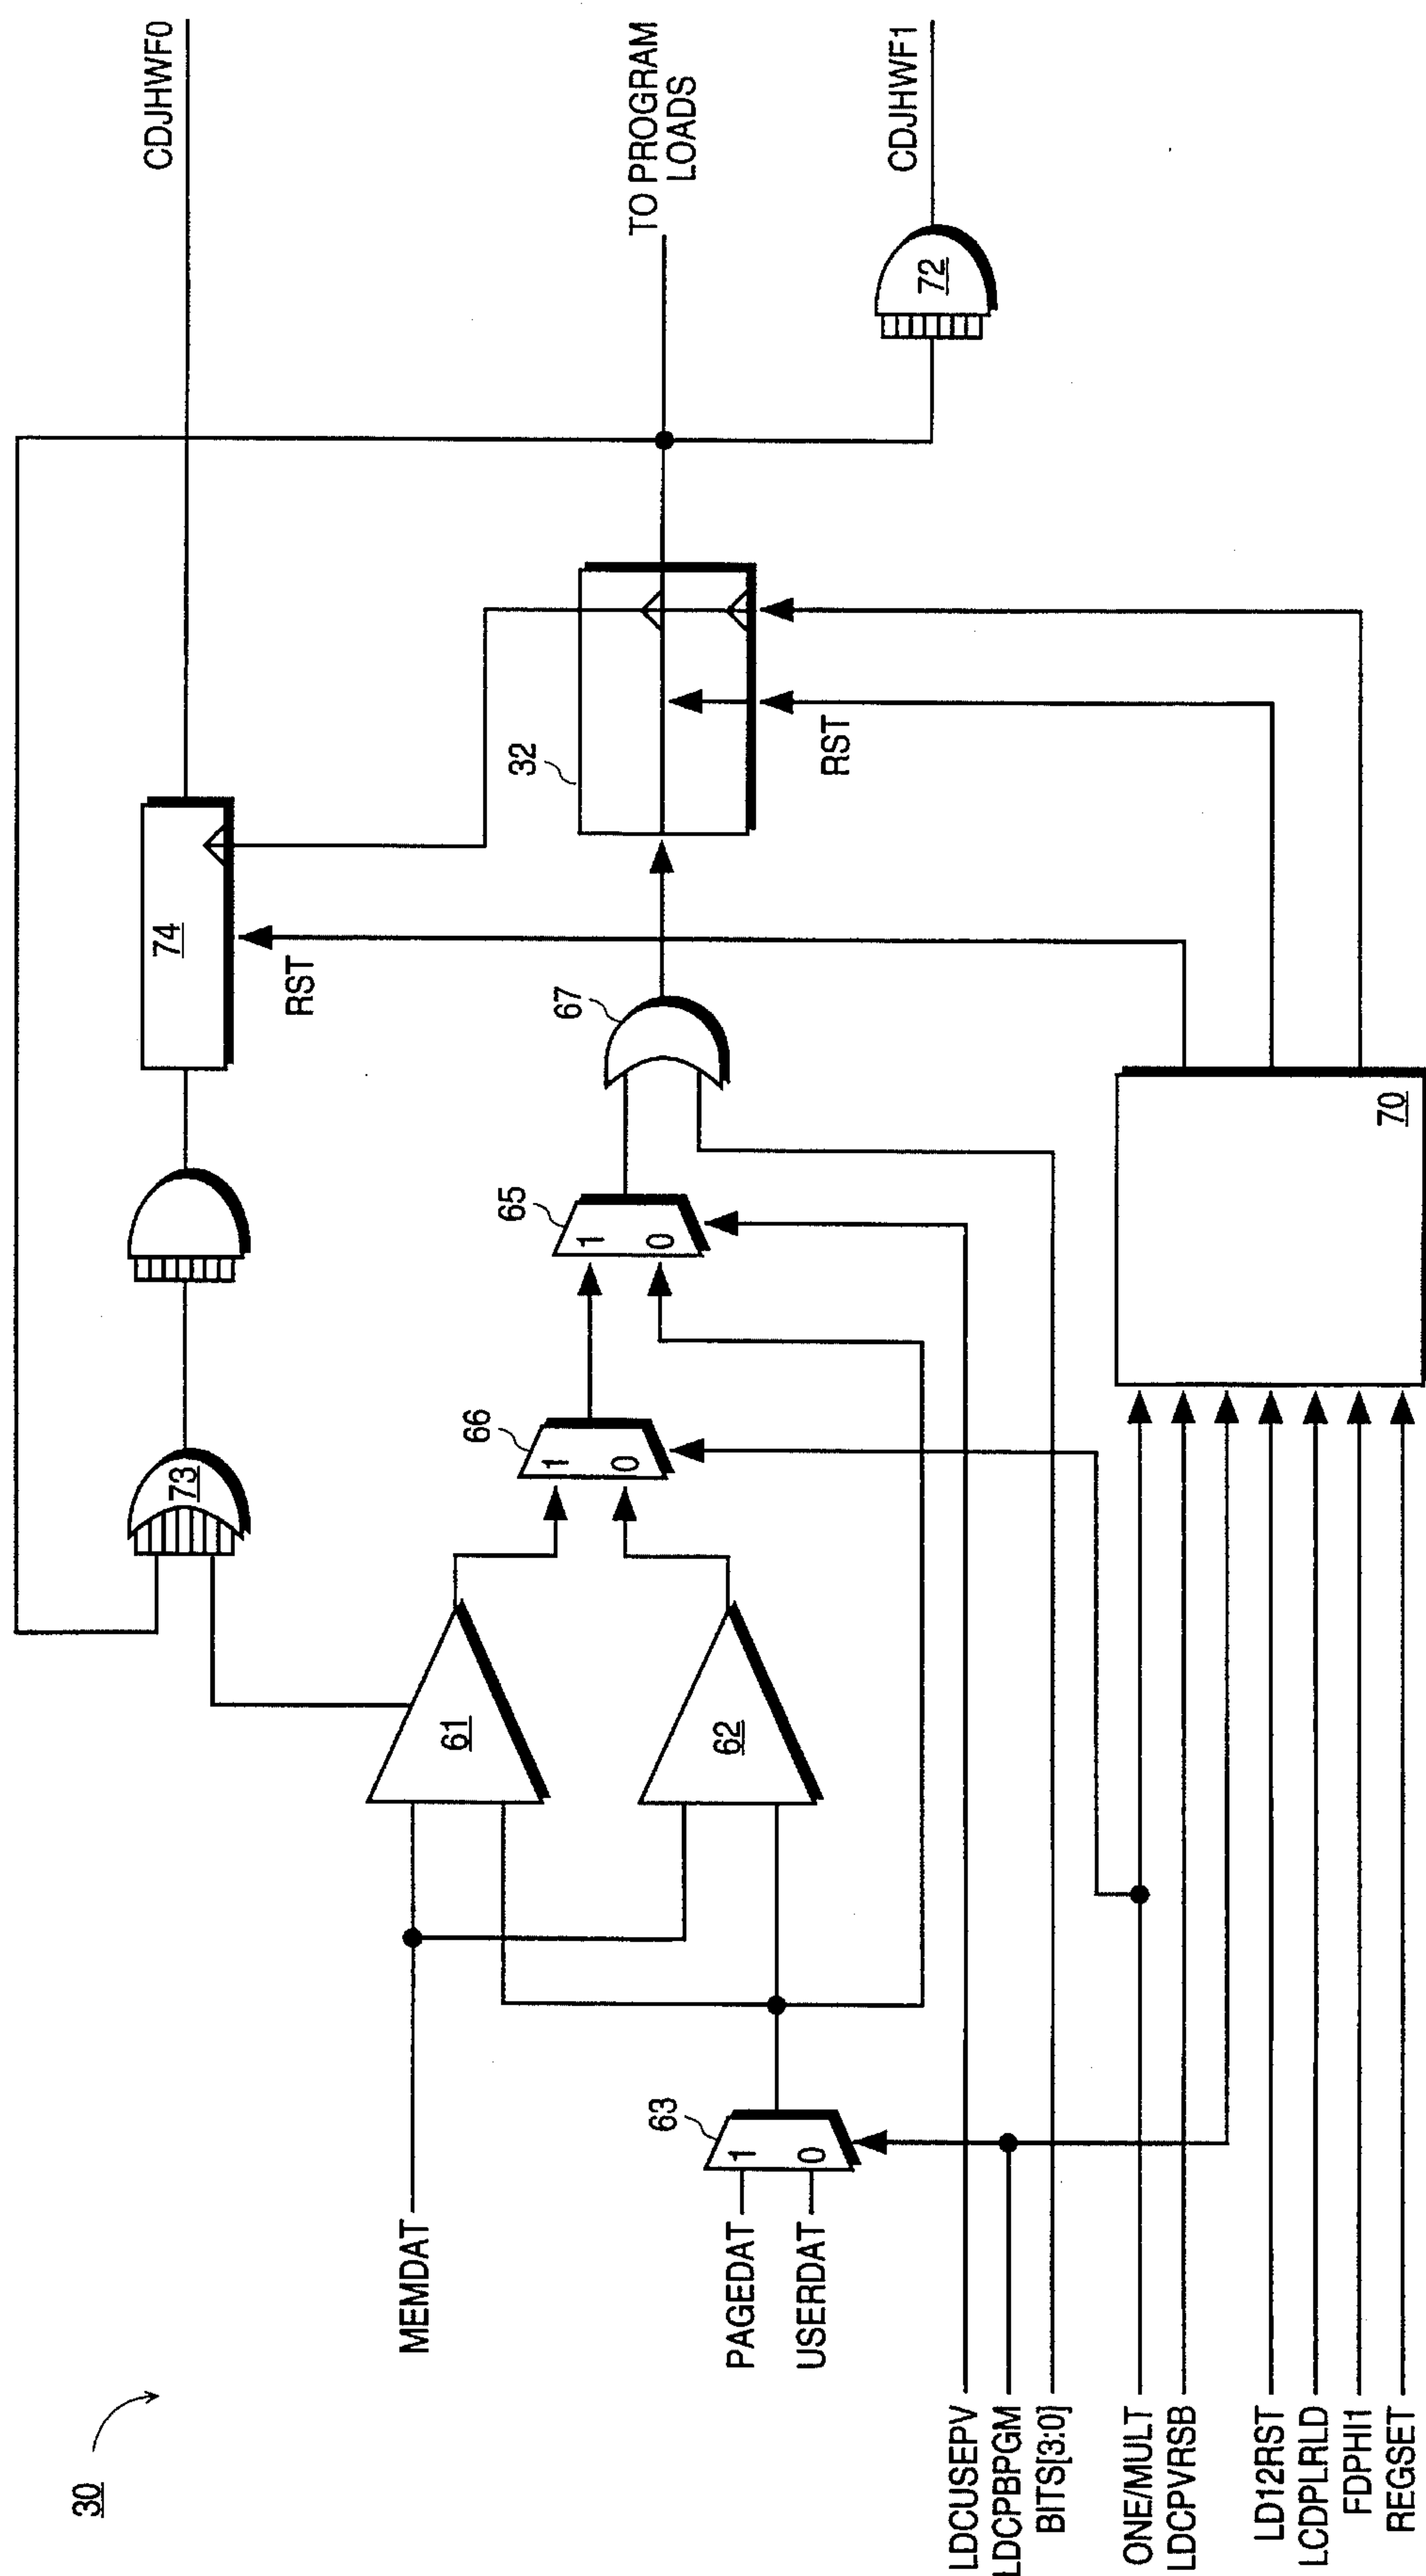 30
MEMDAT
PAGEDAT
USERDAT
LDCUSEPV
LDCPBPGM
BITS[3:0]
ONE/MULT
LDCPVRSB
LD12RST
LCDPLRLD
FDPHI1
REGSET
63
1
0
61
62
73
66
1
0
65
1
0
67
70
74
RST
32
RST
72
CDJHWF0
TO PROGRAM
LOADS
CDJHWF1